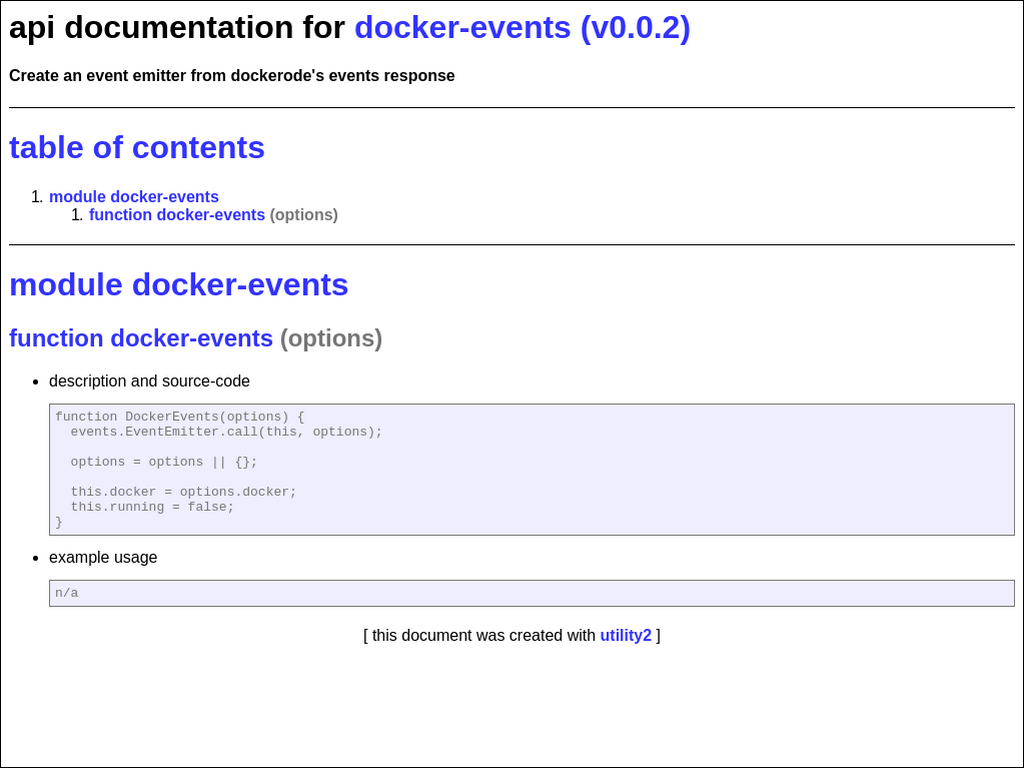 api documentation for docker-events (v0.0.2)
Create an event emitter from dockerode's events response
table of contents
1. module docker-events
1. function docker-events (options)
module docker-events
function docker-events (options)
• description and source-code
function DockerEvents(options) {
  events.EventEmitter.call(this, options);
  options = options || {};
  this.docker = options.docker;
  this.running = false;
}
• example usage
n/a
[ this document was created with utility2 ]